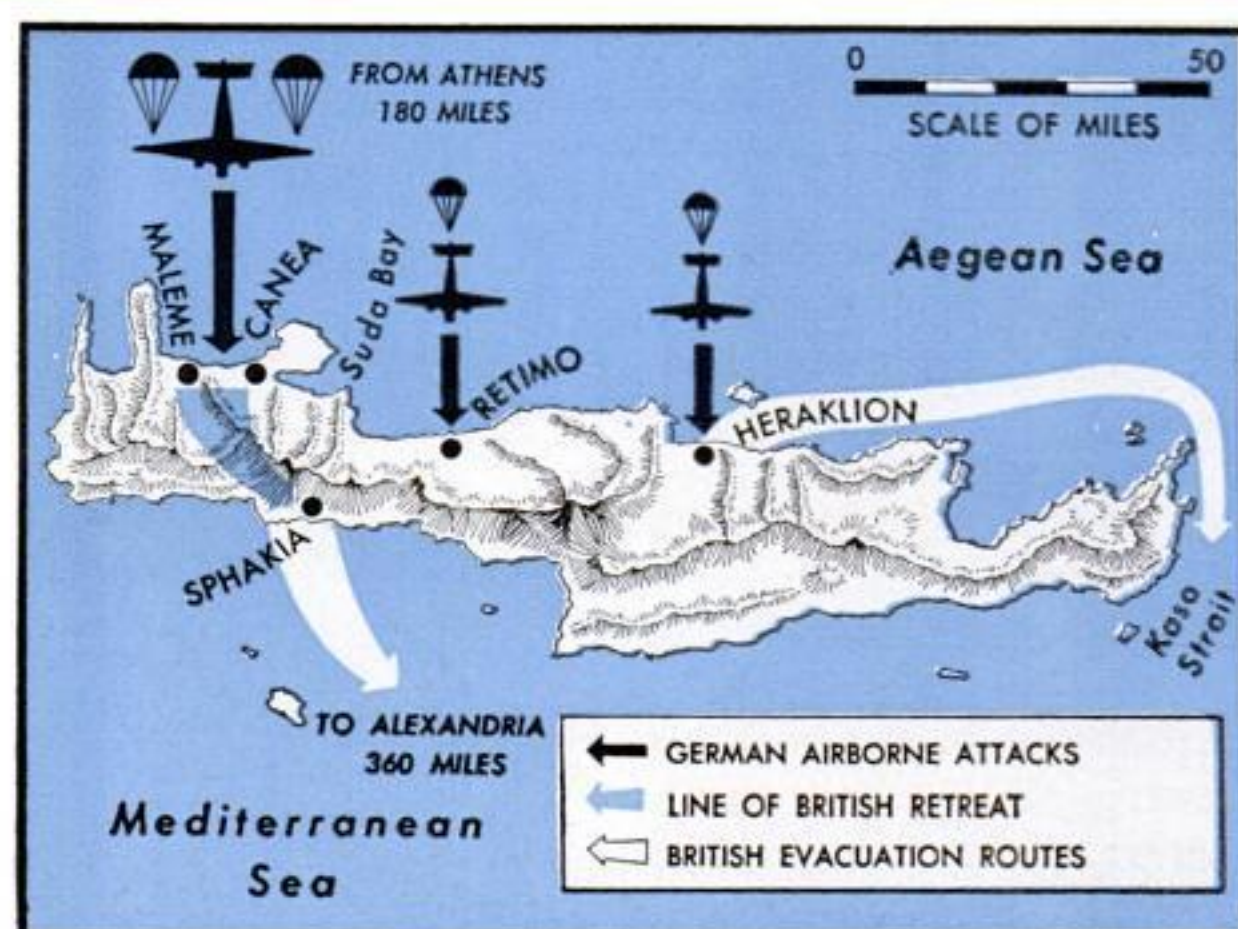 FROM ATHENS
180 MILES
0 50
SCALE OF MILES
MALEME
CANEA
Suda Bay
RETIMO
Aegean Sea
HERAKLION
SPHAKIA
Kaso
Strait
TO ALEXANDRIA
360 MILES
Mediterranean
Sea
GERMAN AIRBORNE ATTACKS
LINE OF BRITISH RETREAT
BRITISH EVACUATION ROUTES